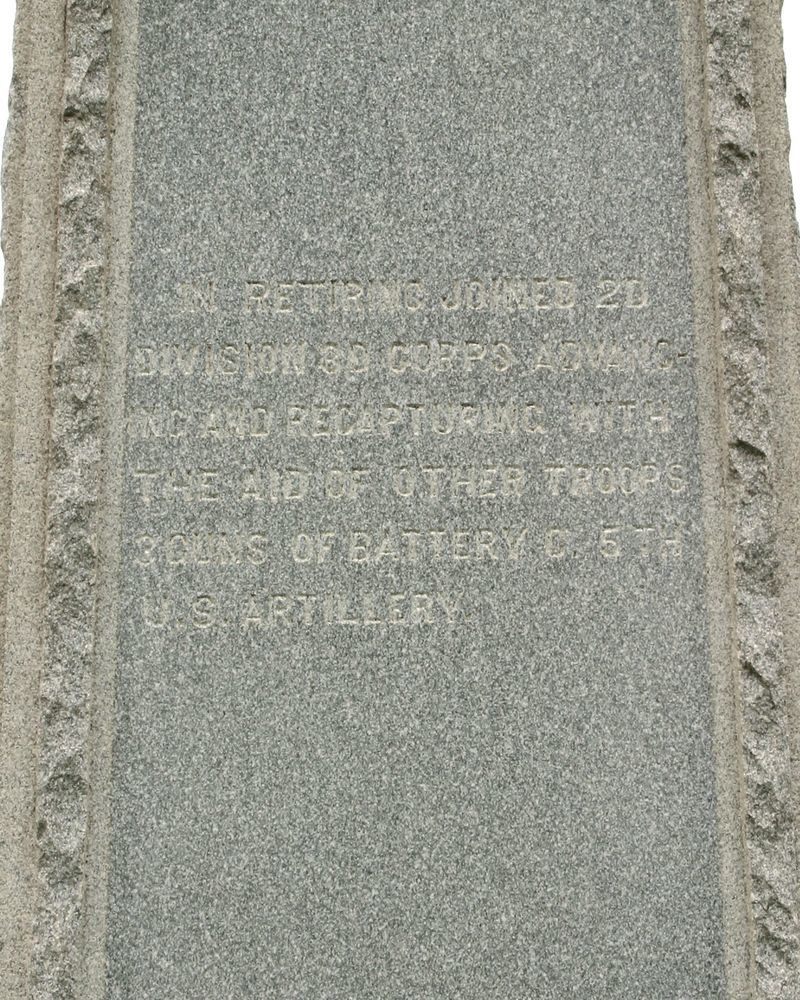 IN RETIRING JOINED 2D
DIVISION 3D CORPS ADVANC-
ING AND RECAPTURING WITH
THE AID OF OTHER TROOPS
3 GUNS OF BATTERY C. 5TH
U.S. ARTILLERY.